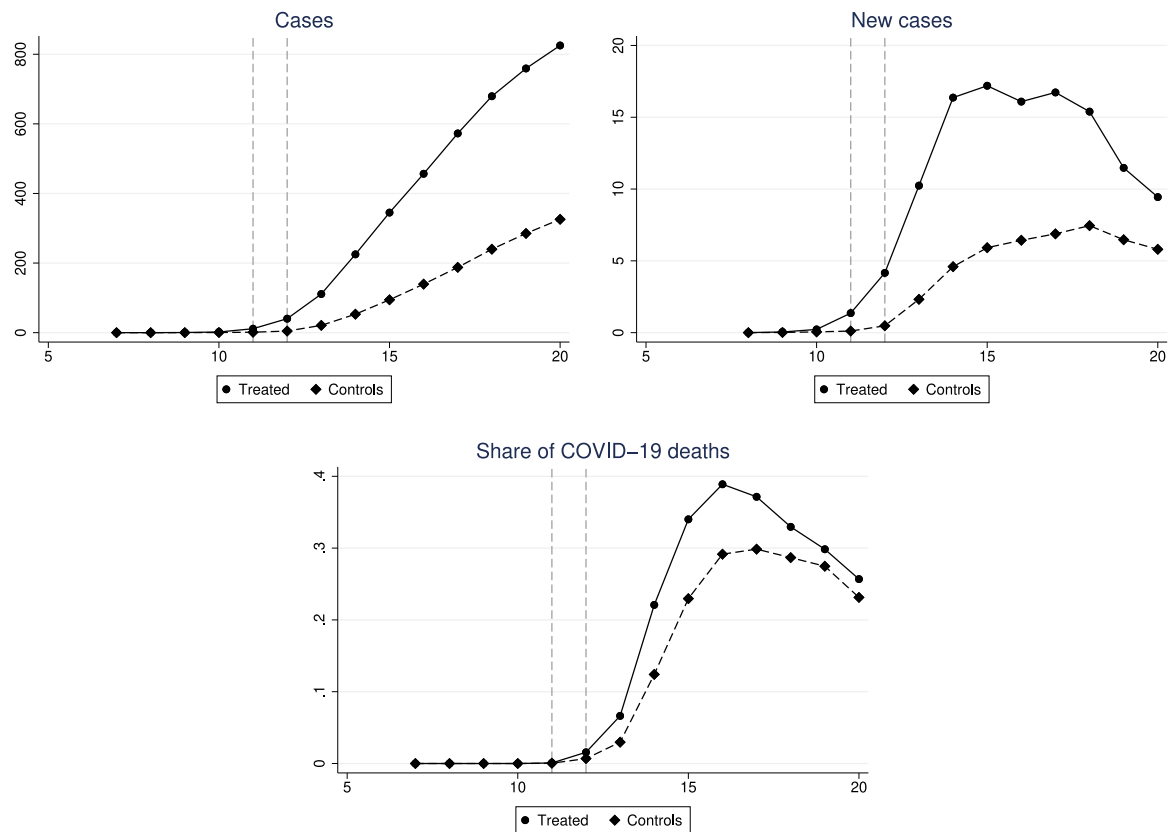 Cases
800
600
400
200
0
5 10 15 20
Treated Controls
New cases
20
15
10
5
0
5 10 15 20
Treated Controls
Share of COVID−19 deaths
.4
.3
.2
.1
0
5 10 15 20
Treated Controls